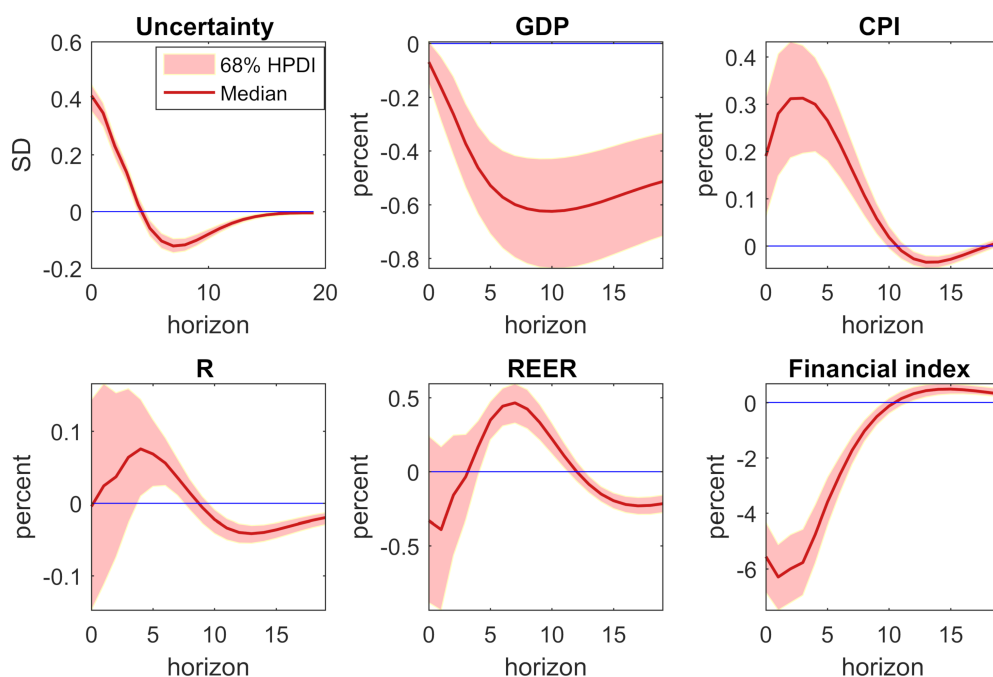 Uncertainty
0.6
0.4
0.2
0
-0.2
SD
68% HPDI
Median
0
10
20
horizon
GDP
0
-0.2
-0.4
-0.6
-0.8
percent
0
5
10
15
horizon
CPI
0.4
0.3
0.2
0.1
0
percent
0
5
10
15
horizon
R
0.1
0
-0.1
percent
0
5
10
15
horizon
REER
0.5
0
-0.5
percent
0
5
10
15
horizon
Financial index
0
-2
-4
-6
percent
0
5
10
15
horizon